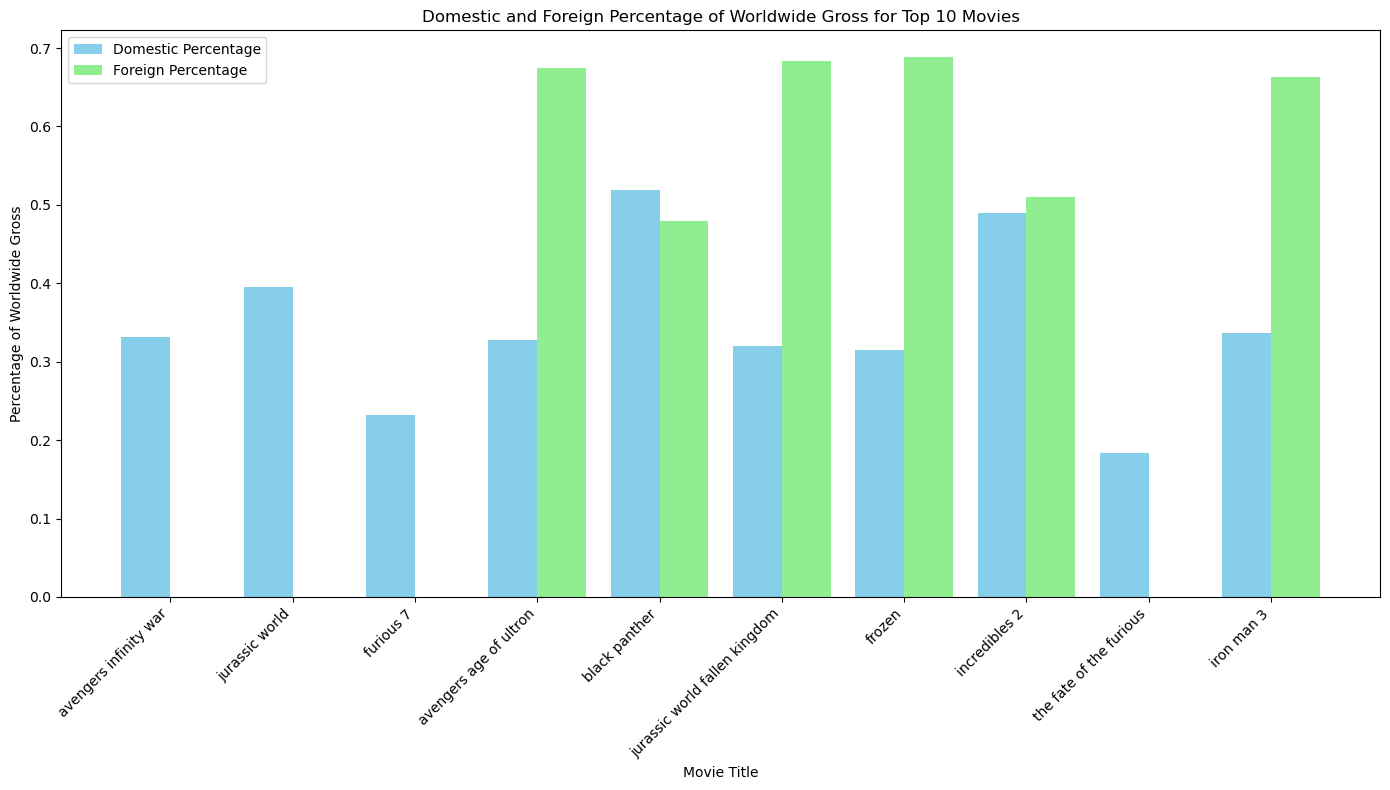 Domestic and Foreign Percentage of Worldwide Gross for Top 10 Movies
Domestic Percentage
Foreign Percentage
Percentage of Worldwide Gross
0.7
0.6
0.5
0.4
0.3
0.2
0.1
0.0
avengers infinity war
jurassic world
furious 7
avengers age of ultron
black panther
jurassic world fallen kingdom
frozen
incredibles 2
the fate of the furious
iron man 3
Movie Title